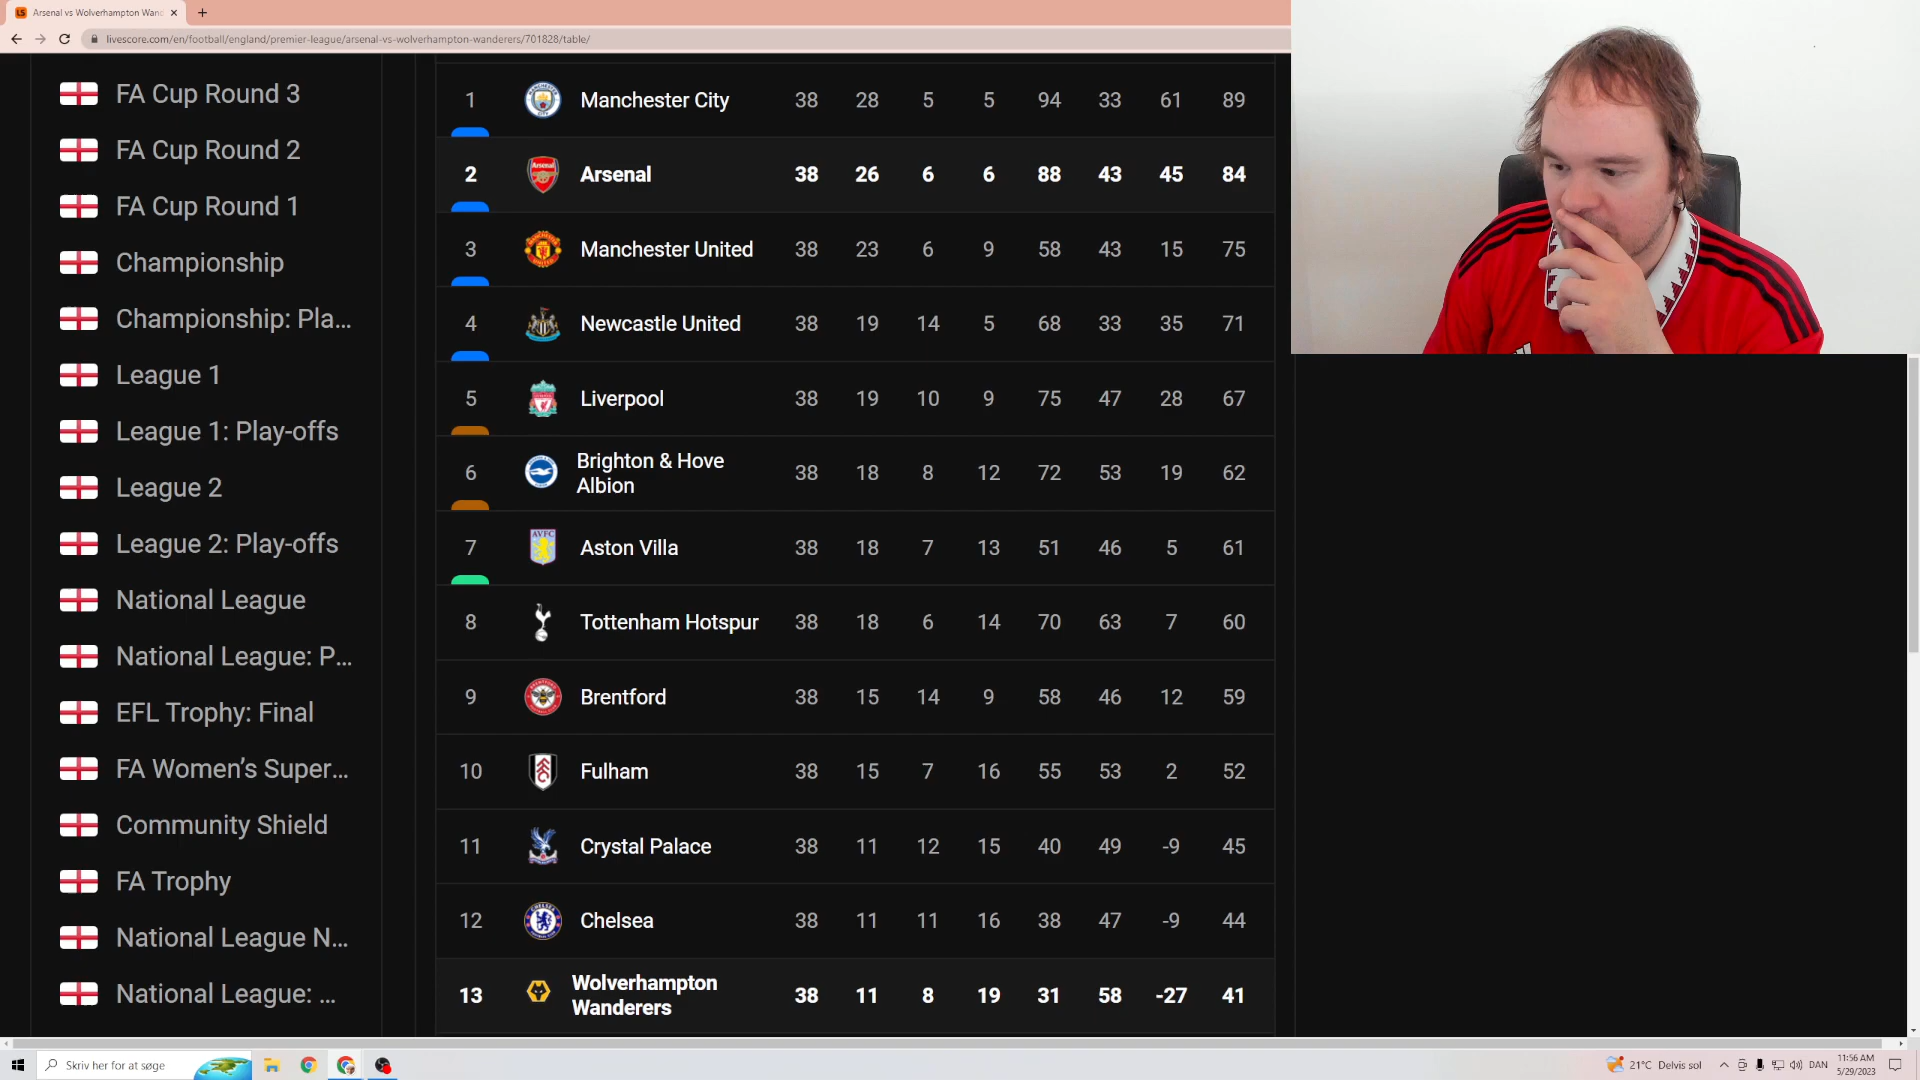 Arsenal vs Wolverhampton Wand
livescore.com/en/football/england/premier-league/arsenal-vs-wolverhampton-wanderers/701828/table/
FA Cup Round 3
FA Cup Round 2
FA Cup Round 1
Championship
Championship: Pla...
League 1
League 1: Play-offs
League 2
League 2: Play-offs
National League
National League: P...
EFL Trophy: Final
FA Women’s Super...
Community Shield
FA Trophy
National League N...
National League: ...
1 Manchester City 38 28 5 5 94 33 61 89
2 Arsenal 38 26 6 6 88 43 45 84
3 Manchester United 38 23 6 9 58 43 15 75
4 Newcastle United 38 19 14 5 68 33 35 71
5 Liverpool 38 19 10 9 75 47 28 67
6 Brighton & Hove
Albion 38 18 8 12 72 53 19 62
7 Aston Villa 38 18 7 13 51 46 5 61
8 Tottenham Hotspur 38 18 6 14 70 63 7 60
9 Brentford 38 15 14 9 58 46 12 59
10 Fulham 38 15 7 16 55 53 2 52
11 Crystal Palace 38 11 12 15 40 49 -9 45
12 Chelsea 38 11 11 16 38 47 -9 44
13 Wolverhampton
Wanderers 38 11 8 19 31 58 -27 41
Skriv her for at søge
21°C Delvis sol
DAN
11:56 AM
5/29/2023